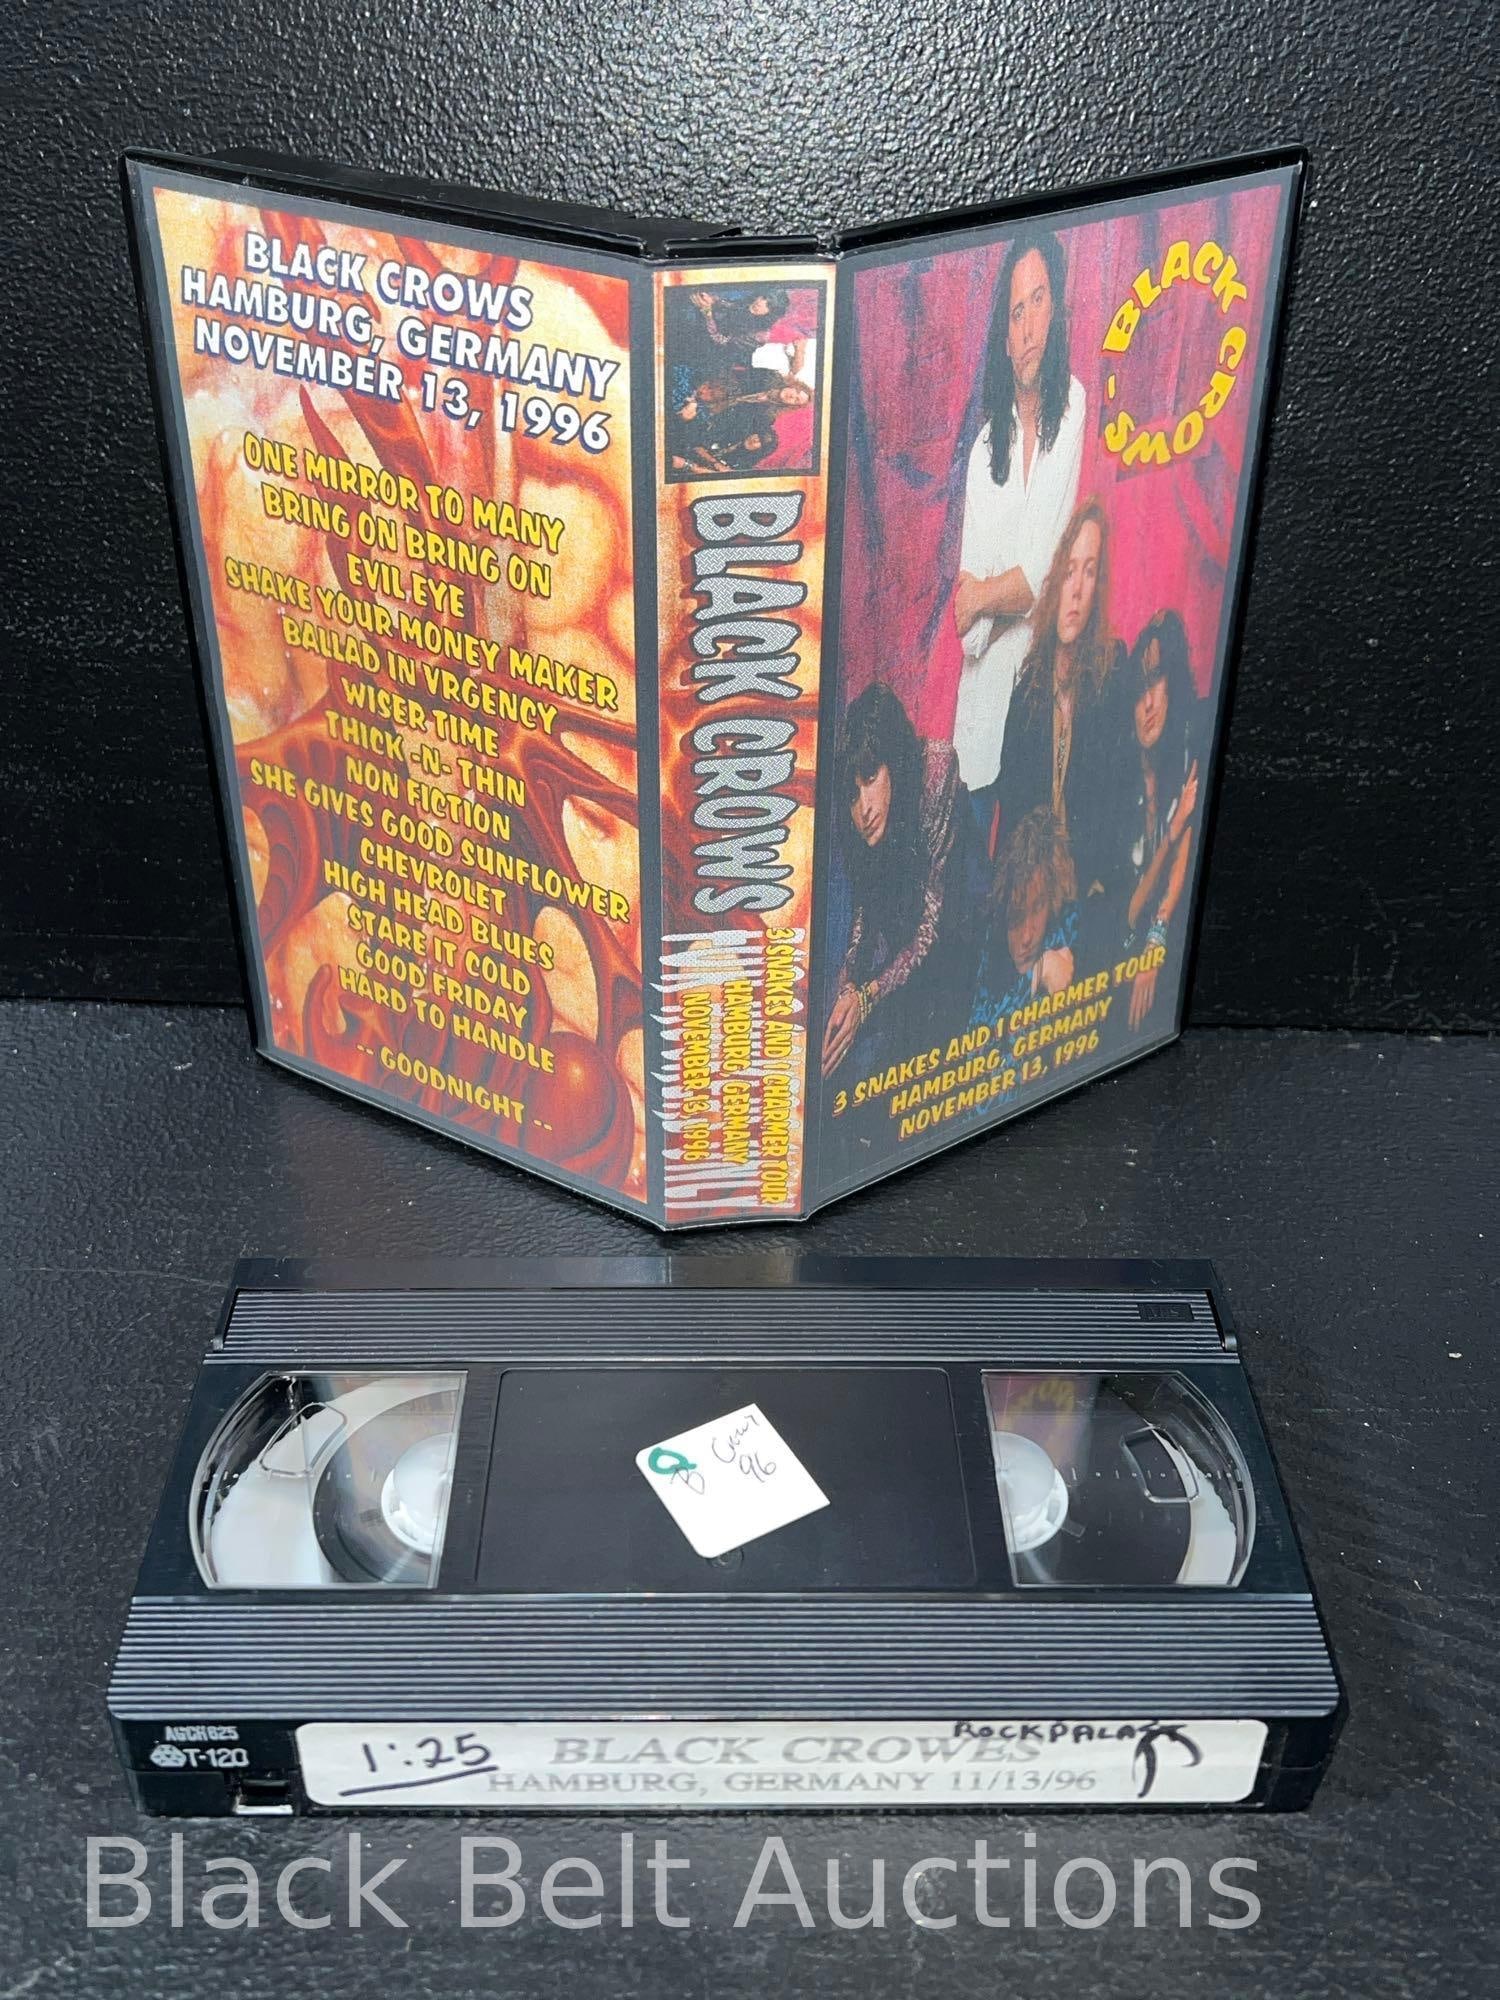 BLACK CROWS
HAMBURG, GERMANY
NOVEMBER 13, 1996
ONE MIRROR TO MANY
BRING ON BRING ON
EVIL EYE
SHAKE YOUR MONEY MAKER
BALLAD IN VRGENCY
WISER TIME
THICK -N- THIN
NON FICTION
SHE GIVES GOOD SUNFLOWER
CHEVROLET
HIGH HEAD BLUES
STARE IT COLD
GOOD FRIDAY
HARD TO HANDLE
-- GOODNIGHT --
BLACK CROWS
3 SNAKES AND 1 CHARMER TOUR
HAMBURG, GERMANY
NOVEMBER 13, 1996
BLACK CROWS -
3 SNAKES AND 1 CHARMER TOUR
HAMBURG, GERMANY
NOVEMBER 13, 1996
VHS
B.
96
T-120
1:25
ROCKPALAST
BLACK CROWES
HAMBURG, GERMANY 11/13/96
Black Belt Auctions